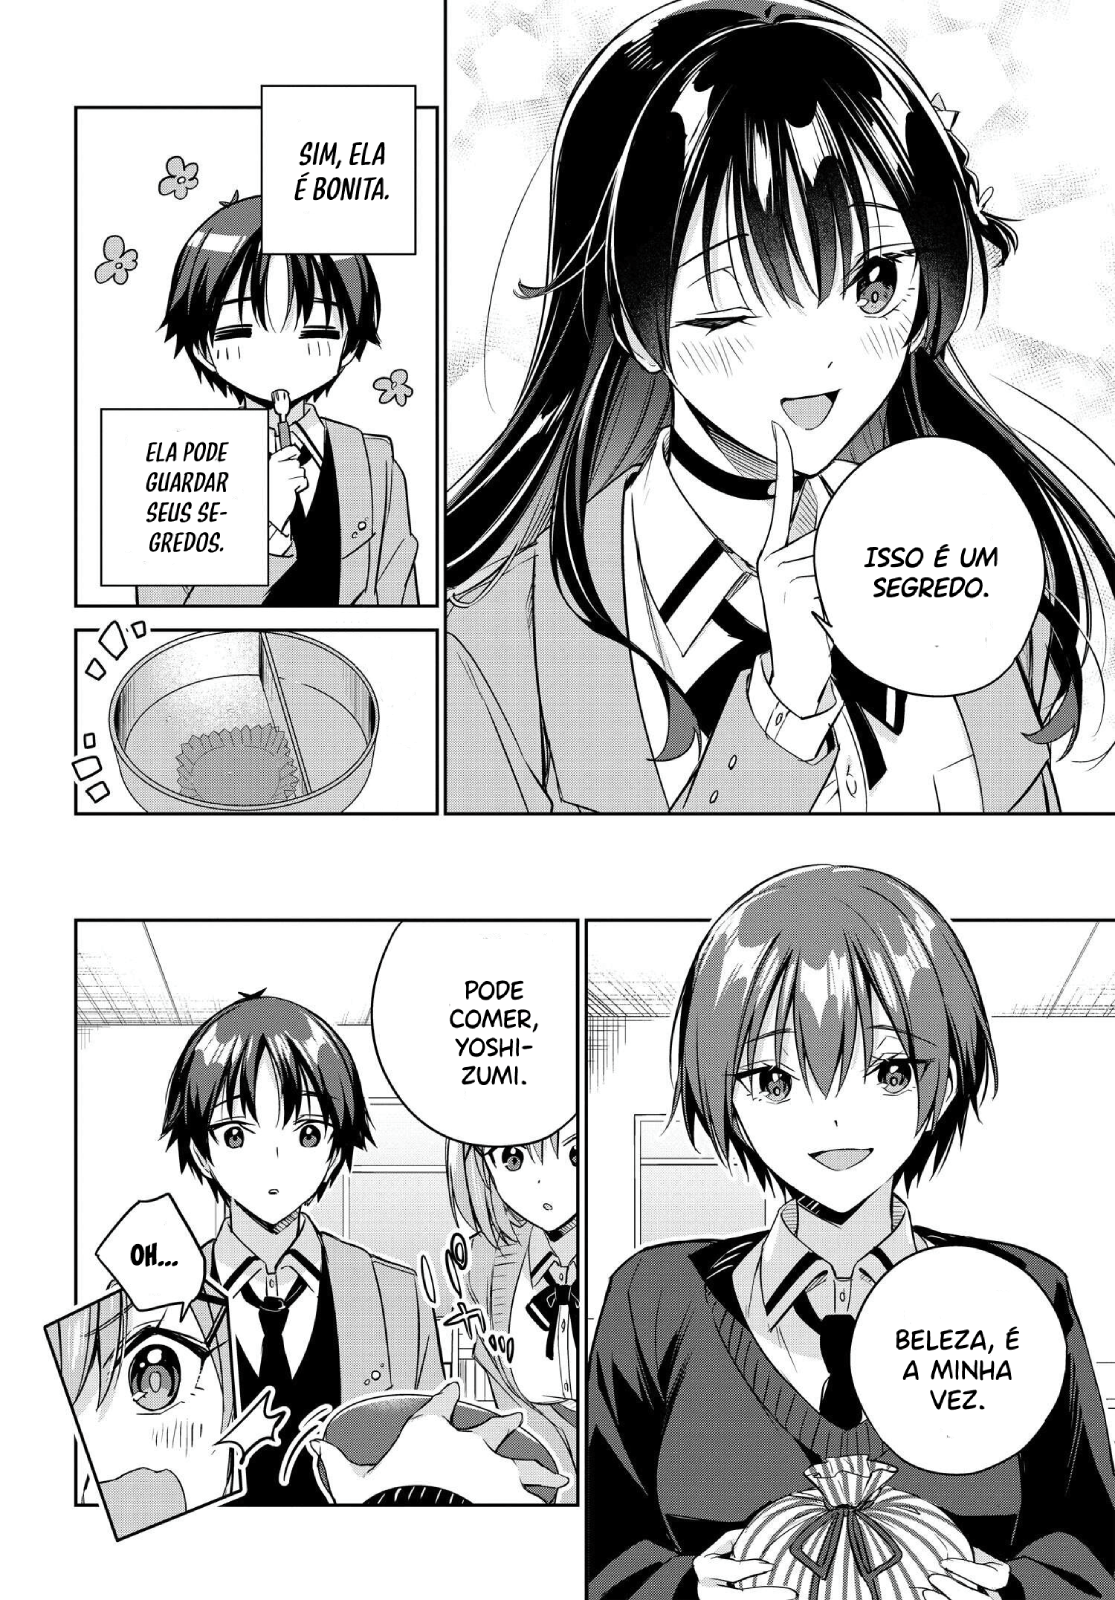 ISSO É UM
SEGREDO.
SIM, ELA
É BONITA.
ELA PODE
GUARDAR
SEUS SE-
GREDOS.
BELEZA, É
A MINHA
VEZ.
PODE
COMER,
YOSHI-
ZUMI.
OH...